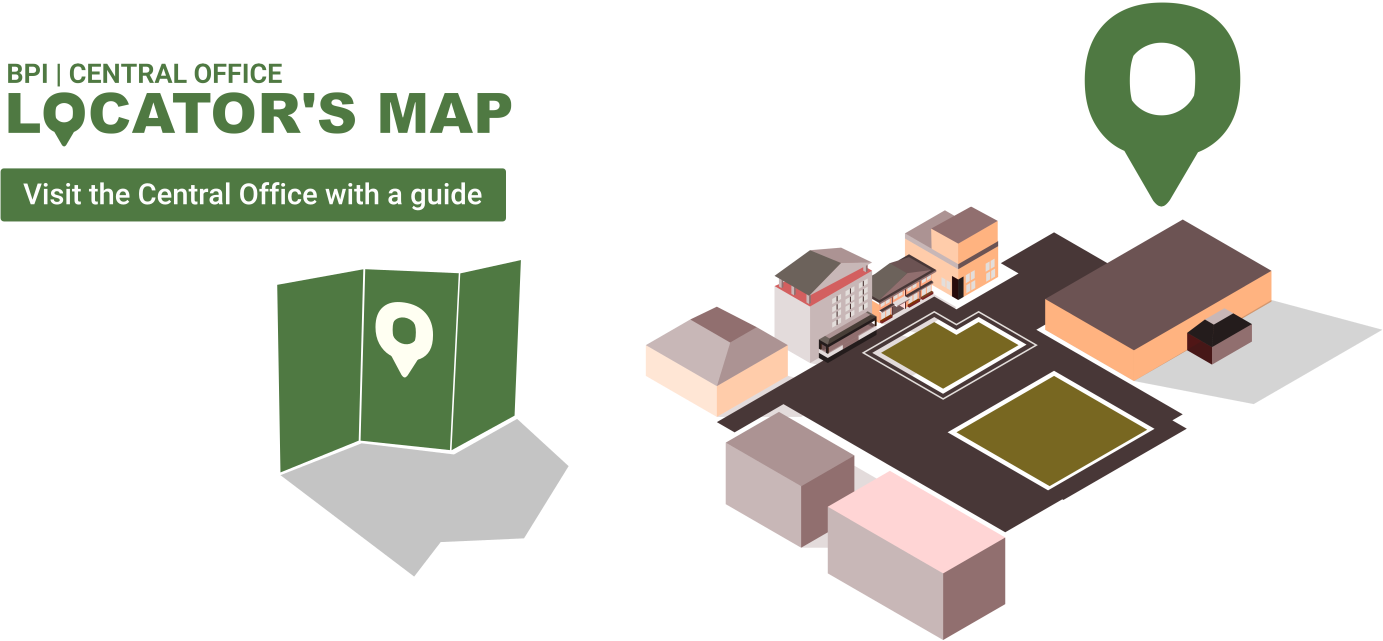 BPI | CENTRAL OFFICE
LOCATOR'S MAP
Visit the Central Office with a guide